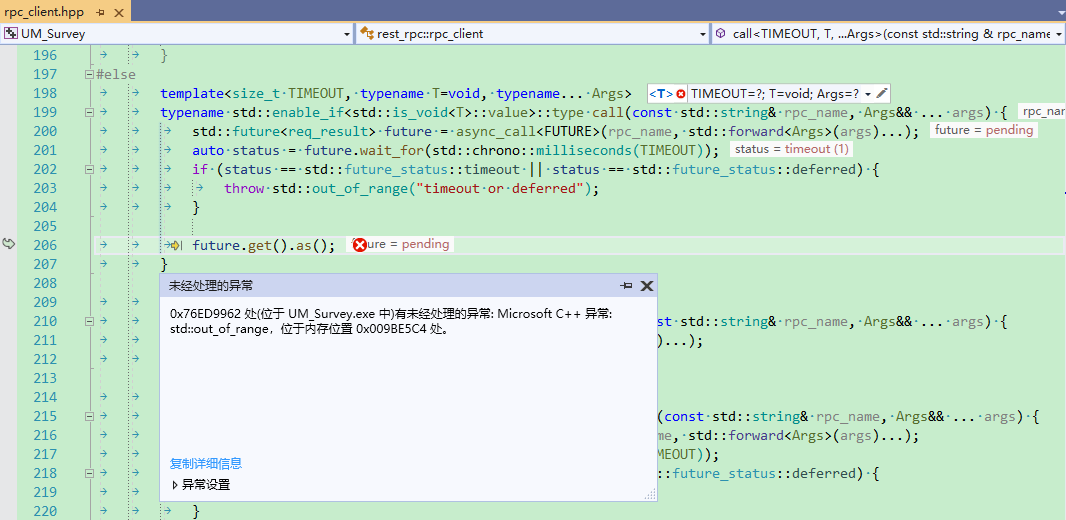 rpc_client.hpp
UM_Survey
rest_rpc::rpc_client
call<TIMEOUT, T, ...Args>(const std::string & rpc_name
196 }
197 #else
198 template<size_t TIMEOUT, typename T=void, typename... Args> <T> TIMEOUT=?; T=void; Args=?
199 typename std::enable_if<std::is_void<T>::value>::type call(const std::string& rpc_name, Args&& ... args) { rpc_nar
200 std::future<req_result> future = async_call<FUTURE>(rpc_name, std::forward<Args>(args)...); future = pending
201 auto status = future.wait_for(std::chrono::milliseconds(TIMEOUT)); status = timeout (1)
202 if (status == std::future_status::timeout || status == std::future_status::deferred) {
203 throw std::out_of_range("timeout or deferred");
204 }
205
206 future.get().as(); ure = pending
207 }
208
未经处理的异常
0x76ED9962 处(位于 UM_Survey.exe 中)有未经处理的异常: Microsoft C++ 异常:
std::out_of_range，位于内存位置 0x009BE5C4 处。
复制详细信息
异常设置
209
210 st std::string& rpc_name, Args&& ... args) {
211 )...);
212
213
214
215 (const std::string& rpc_name, Args&& ... args) {
216 me, std::forward<Args>(args)...);
217 MEOUT));
218 ::future_status::deferred) {
219
220 }